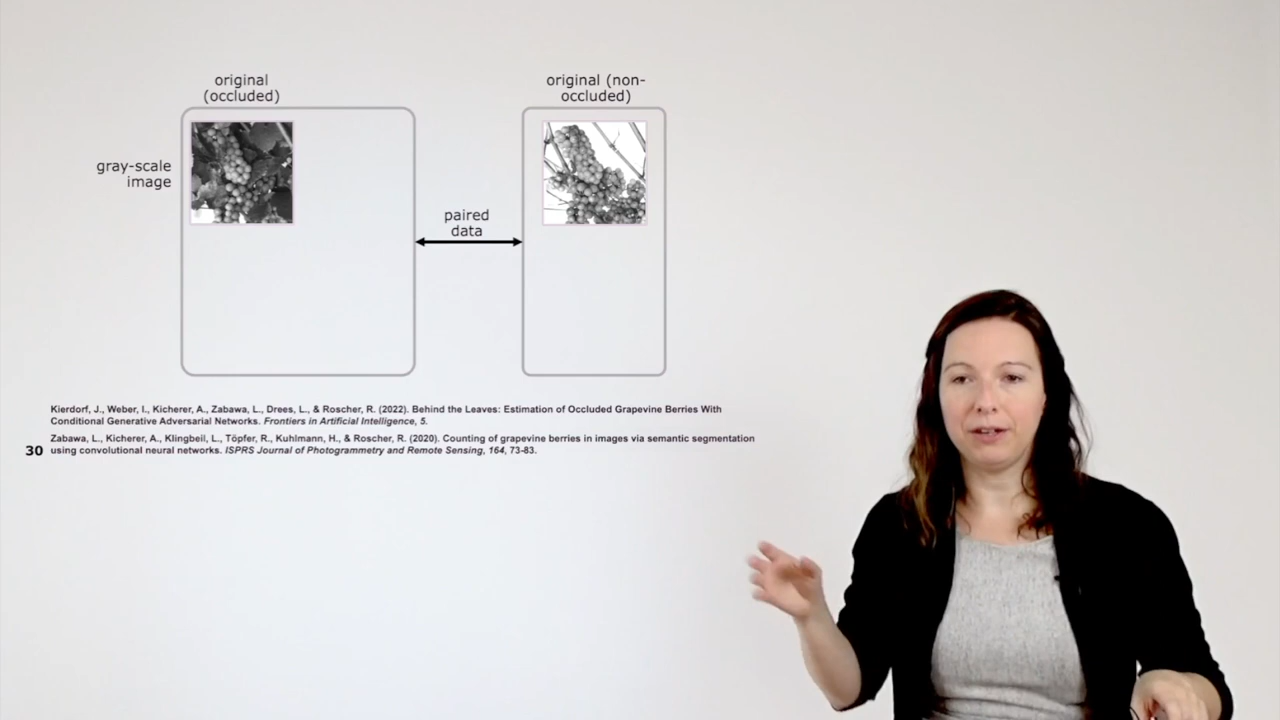 original
(occluded)
original (non-
occluded)
gray-scale
image
paired
data
Kierdorf, J., Weber, I., Kicherer, A., Zabawa, L., Drees, L., & Roscher, R. (2022). Behind the Leaves: Estimation of Occluded Grapevine Berries With
Conditional Generative Adversarial Networks. Frontiers in Artificial Intelligence, 5.
Zabawa, L., Kicherer, A., Klingbeil, L., Töpfer, R., Kuhlmann, H., & Roscher, R. (2020). Counting of grapevine berries in images via semantic segmentation
30 using convolutional neural networks. ISPRS Journal of Photogrammetry and Remote Sensing, 164, 73-83.